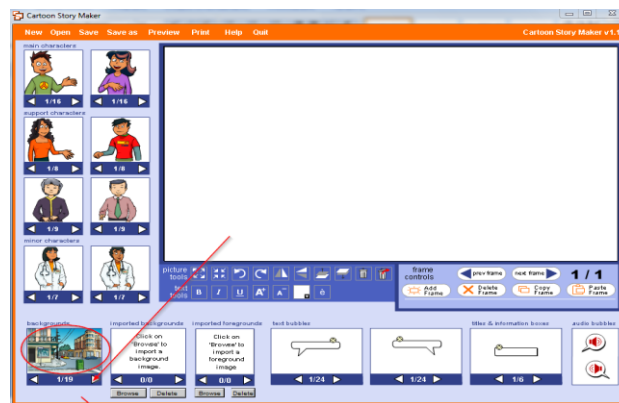 Cartoon Story Maker
New Open Save Save as Preview Print Help Quit Cartoon Story Maker v1.1
main characters
1/16 1/16
support characters
1/8 1/8
1/9 1/9
minor characters
1/7 1/7
picture tools
text tools
B I U A A é
frame controls
prev frame next frame 1 / 1
Add Frame Delete Frame Copy Frame Paste Frame
backgrounds imported backgrounds imported foregrounds text bubbles titles & information boxes audio bubbles
Click on 'Browse' to import a background image.
Click on 'Browse' to import a foreground image
1/19 0/0 0/0 1/24 1/24 1/6
Browse Delete Browse Delete